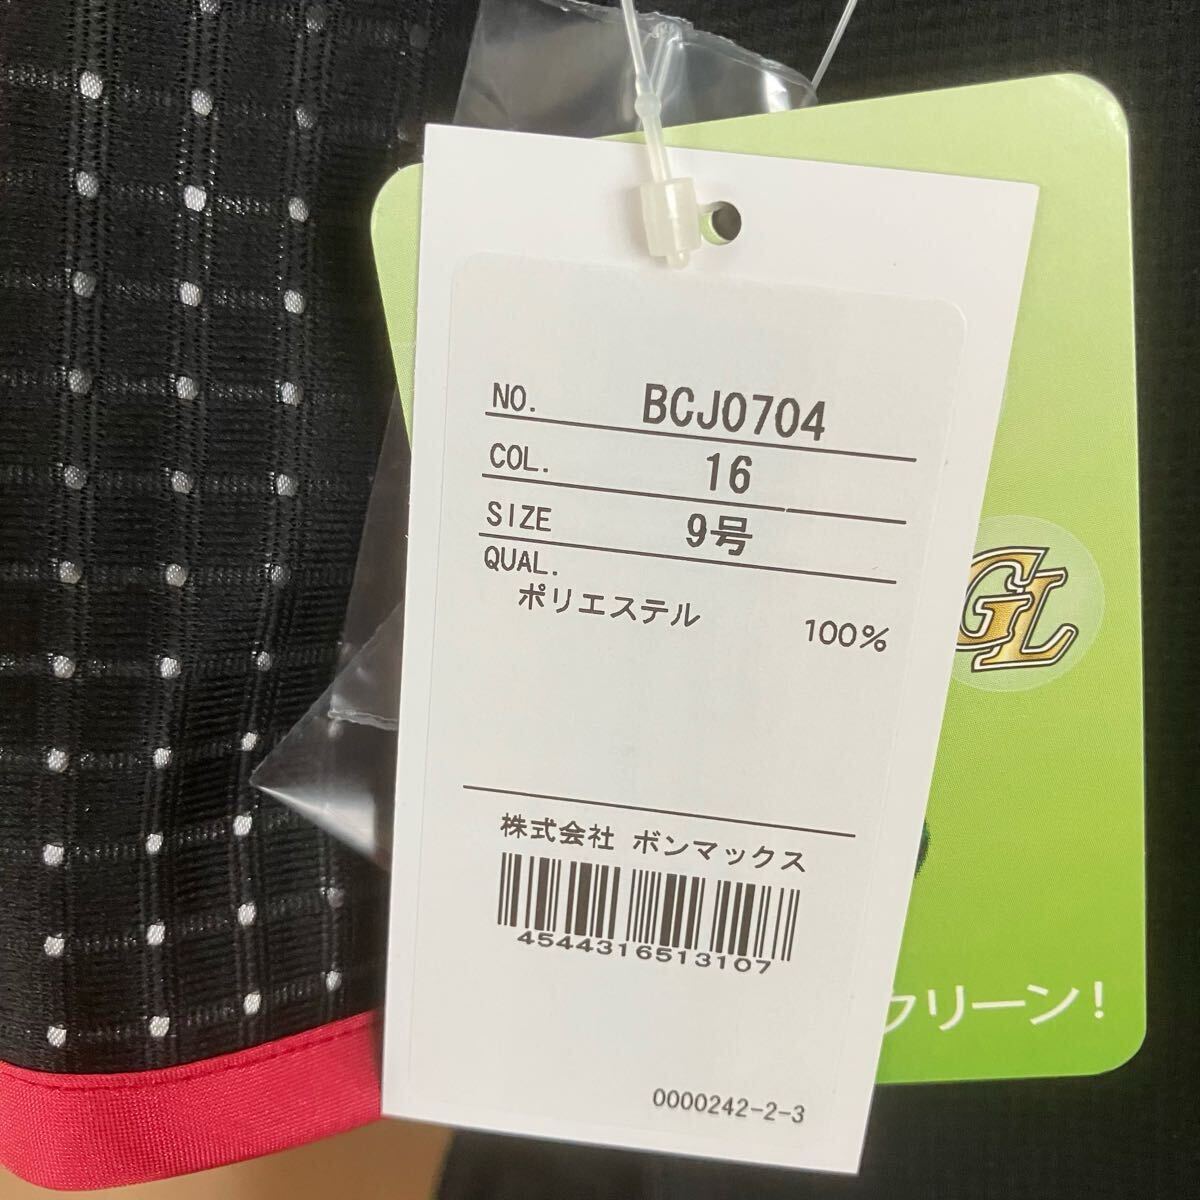 NO. BCJ0704
COL. 16
SIZE 9号
QUAL.
ポリエステル 100%
株式会社 ボンマックス
4544316513107
0000242-2-3
GL
クリーン!